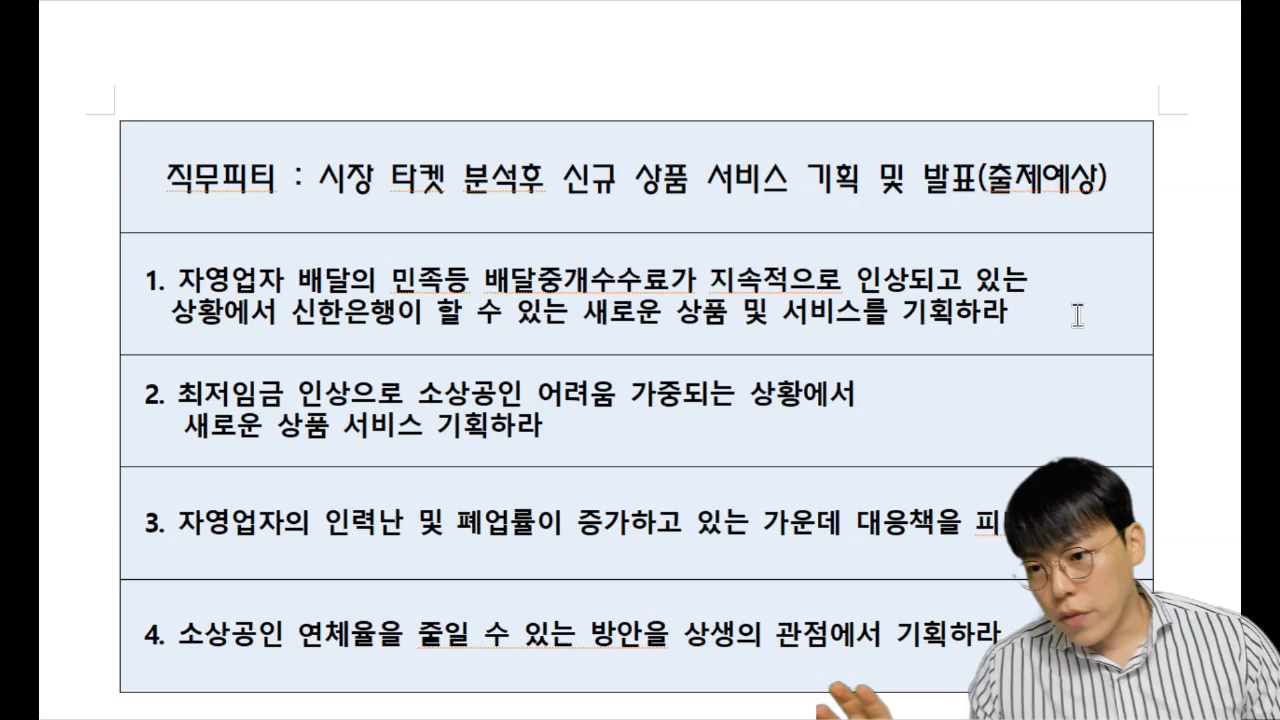 직무피티 : 시장 타켓 분석후 신규 상품 서비스 기획 및 발표(출제예상)
1. 자영업자 배달의 민족등 배달중개수수료가 지속적으로 인상되고 있는
상황에서 신한은행이 할 수 있는 새로운 상품 및 서비스를 기획하라
2. 최저임금 인상으로 소상공인 어려움 가중되는 상황에서
새로운 상품 서비스 기획하라
3. 자영업자의 인력난 및 폐업률이 증가하고 있는 가운데 대응책을
4. 소상공인 연체율을 줄일 수 있는 방안을 상생의 관점에서 기획하라